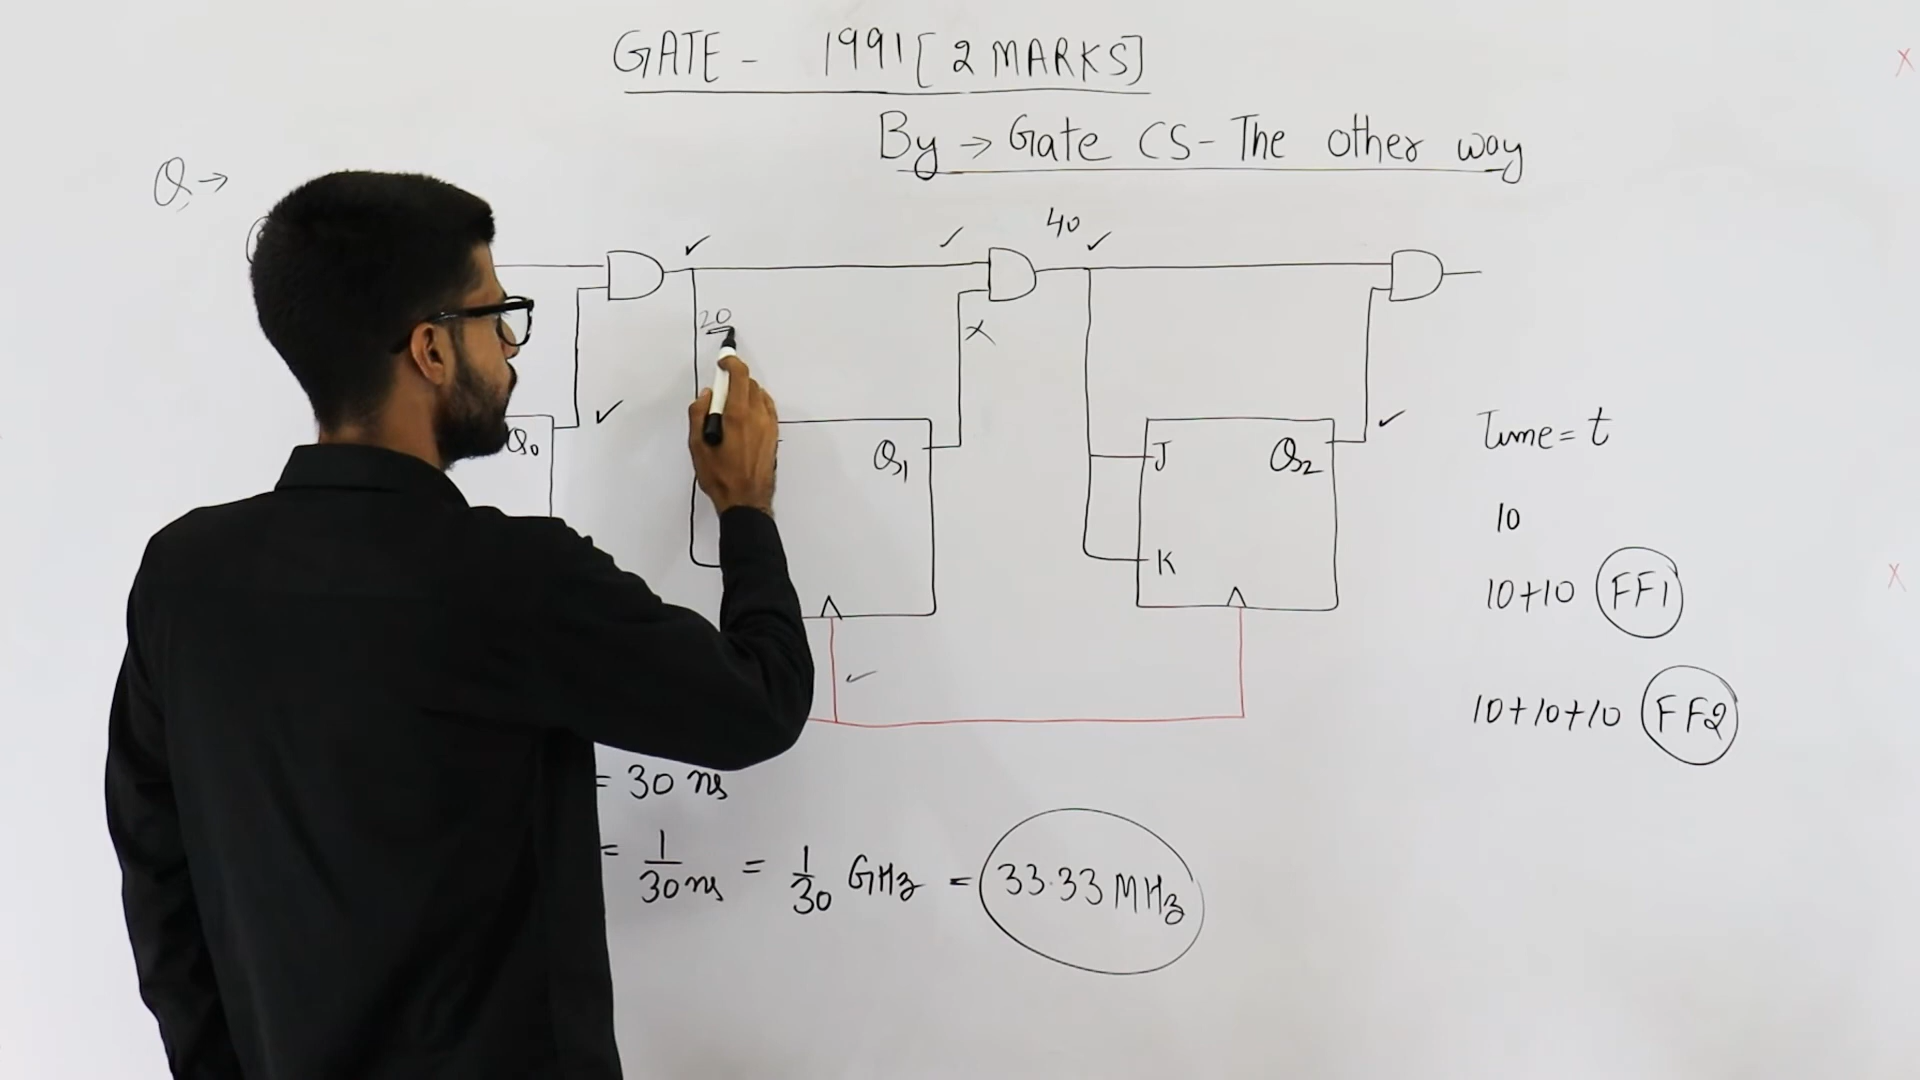 GATE - 1991 [2 MARKS]
By → Gate CS - The other way
Q →
40
20
X
Q0
Q1
J
Q2
K
Time = t
10
10+10 FF1
10+10+10 FF2
= 30 ns
= 1/30ns = 1/30 GHz = 33.33 MHz
X
X